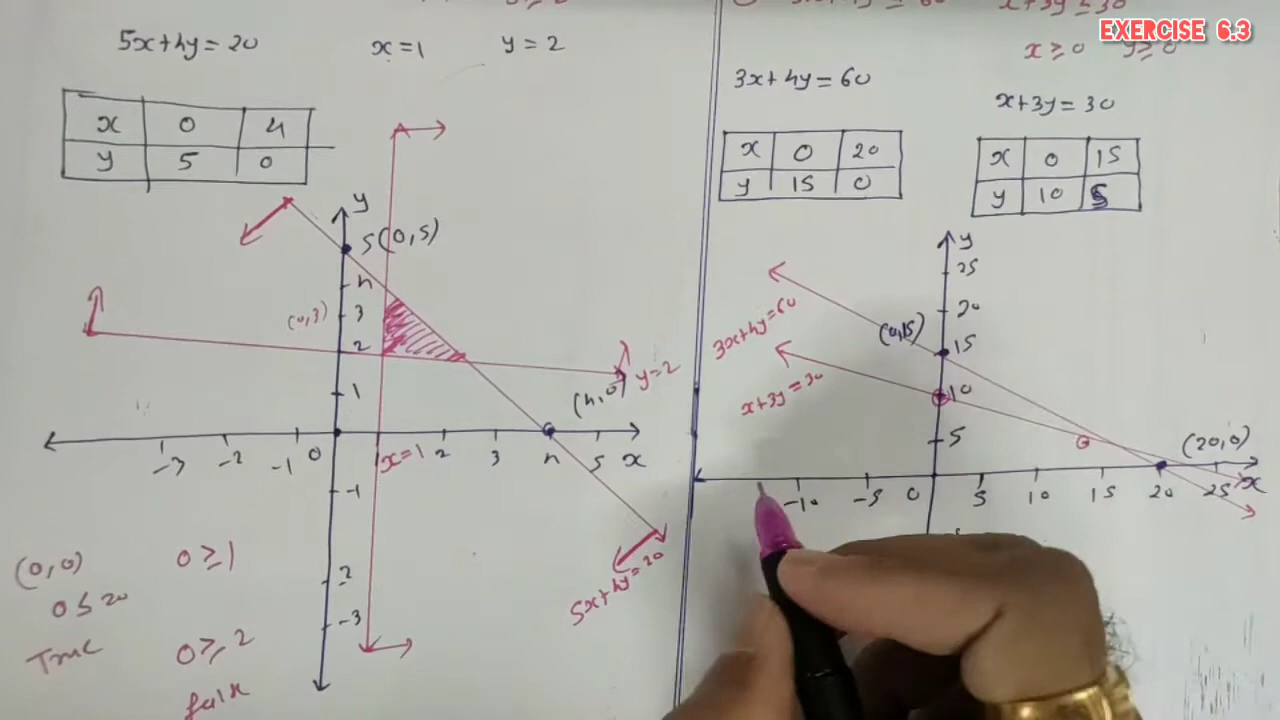 5x+4y=20
x=1
y=2
x 0 4
y 5 0
y
5 (0,5)
4
(0,3) 3
2
1
y=2
(4,0)
-3 -2 -1 0 x=1 2 3 4 5 x
-1
2
-3
5x+4y=20
(0,0)
0≤20
True
0≥1
0≥2
false
EXERCISE 6.3
x+3y≤30
x≥0 y≥0
3x+4y=60
x 0 20
y 15 0
x+3y=30
x 0 15
y 10 5
y
25
20
(0,15) 15
10
5
3x+4y=60
x+3y=30
(20,0)
-10 -5 0 5 10 15 20 25 x